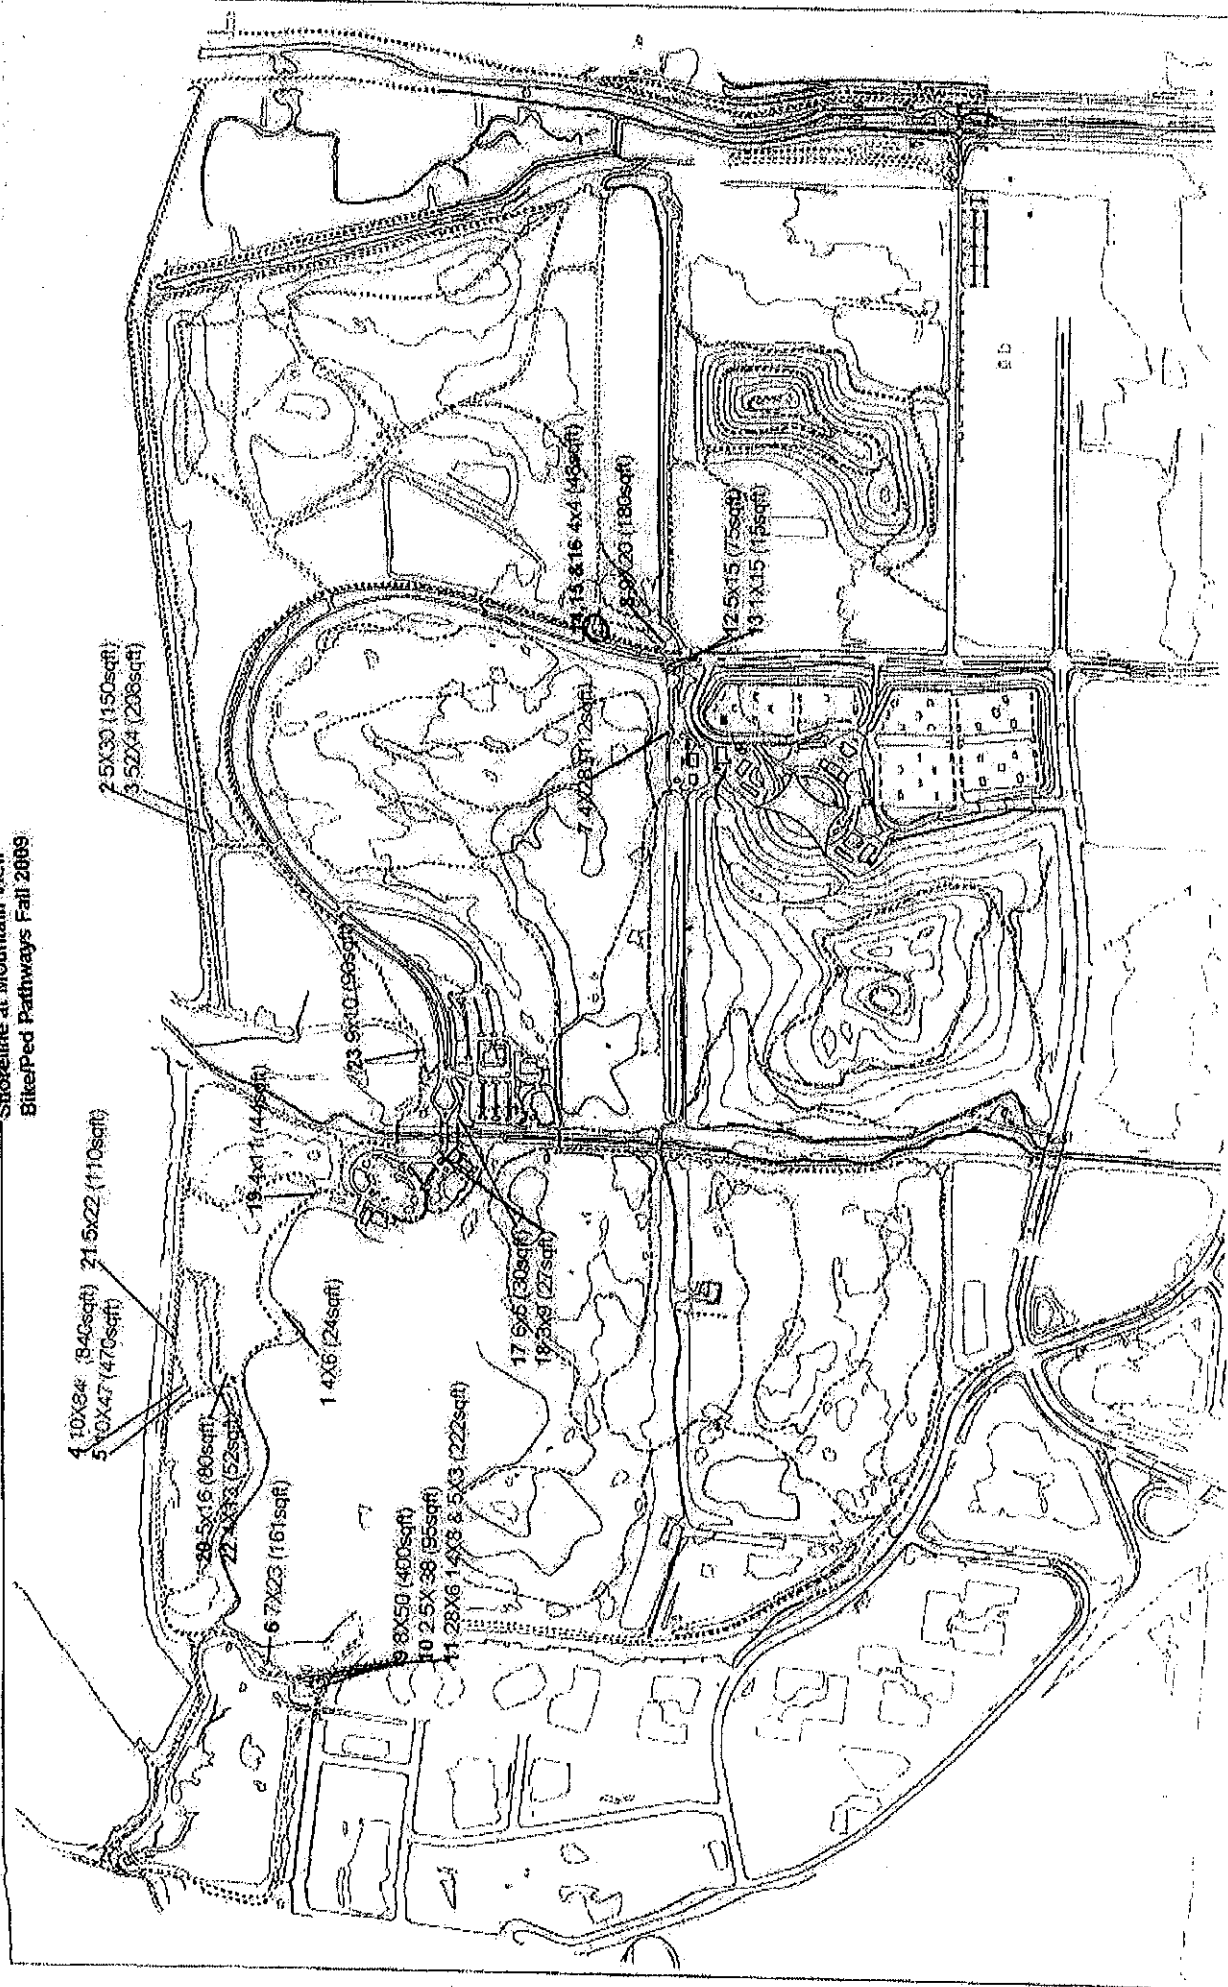 Shoreline at Mountain View
Bike/Ped Pathways Fall 2009
4 10X84 (840sqft)
5 10X47 (470sqft)
21 5x22 (110sqft)
2 5X30 (150sqft)
3 52X4 (208sqft)
20 5x16 (80sqft)
22 4X13 (52sqft)
19 4x11 (44sqft)
23 9x10 (90sqft)
6 7X23 (161sqft)
1 4X6 (24sqft)
9 8X50 (400sqft)
10 2.5X 38 (95sqft)
11 28X6 14X3 & 5X3 (222sqft)
17 6x5 (30sqft)
18 3x9 (27sqft)
7 4X28 (112sqft)
14, 15 & 16 4x4 (48sqft)
8 9X20 (180sqft)
12 5X15 (75sqft)
13 1X15 (15sqft)